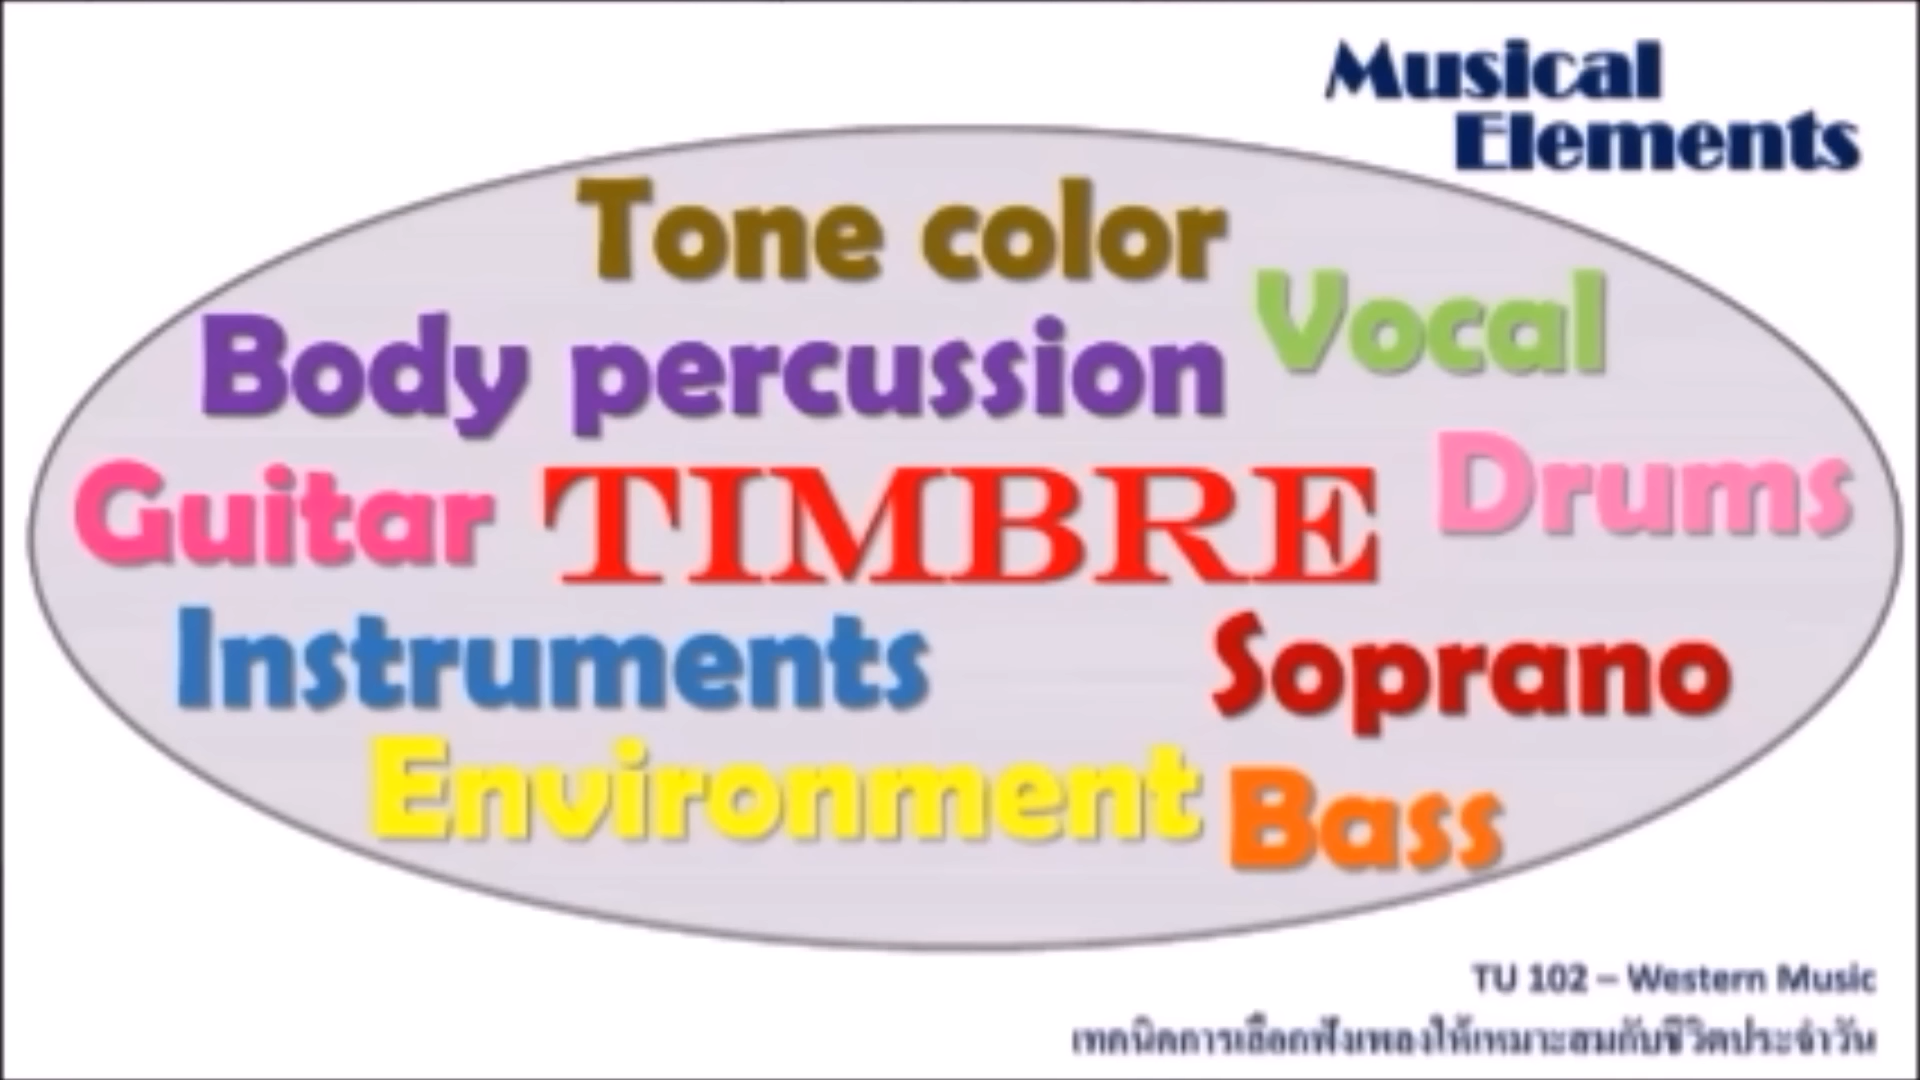 Musical
Elements
Tone color
Vocal
Body percussion
Guitar
TIMBRE
Drums
Instruments
Soprano
Environment
Bass
TU 102 – Western Music
เทคนิคการเลือกฟังเพลงให้เหมาะสมกับชีวิตประจำวัน